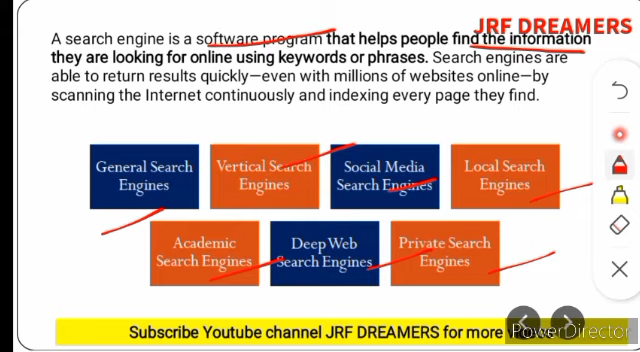 JRF DREAMERS
A search engine is a software program that helps people find the information
they are looking for online using keywords or phrases. Search engines are
able to return results quickly—even with millions of websites online—by
scanning the Internet continuously and indexing every page they find.
General Search
Engines
Vertical Search
Engines
Social Media
Search Engines
Local Search
Engines
Academic
Search Engines
Deep Web
Search Engines
Private Search
Engines
Subscribe Youtube channel JRF DREAMERS for more
PowerDirector